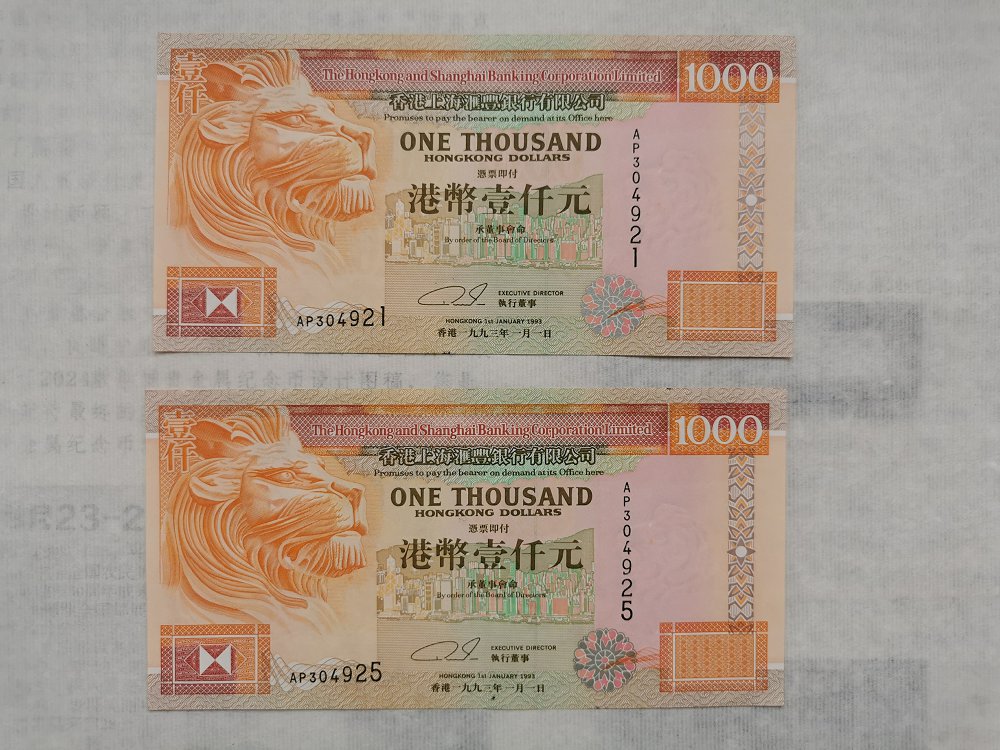 壹仟
The Hongkong and Shanghai Banking Corporation Limited
1000
香港上海滙豐銀行有限公司
Promises to pay the bearer on demand at its Office here
ONE THOUSAND
HONGKONG DOLLARS
憑票即付
港幣壹仟元
承董事會命
By order of the Board of Directors
AP304921
EXECUTIVE DIRECTOR
執行董事
AP304921
HONGKONG 1st JANUARY 1993
香港一九九三年一月一日
壹仟
The Hongkong and Shanghai Banking Corporation Limited
1000
香港上海滙豐銀行有限公司
Promises to pay the bearer on demand at its Office here
ONE THOUSAND
HONGKONG DOLLARS
憑票即付
港幣壹仟元
承董事會命
By order of the Board of Directors
AP304925
EXECUTIVE DIRECTOR
執行董事
AP304925
HONGKONG 1st JANUARY 1993
香港一九九三年一月一日